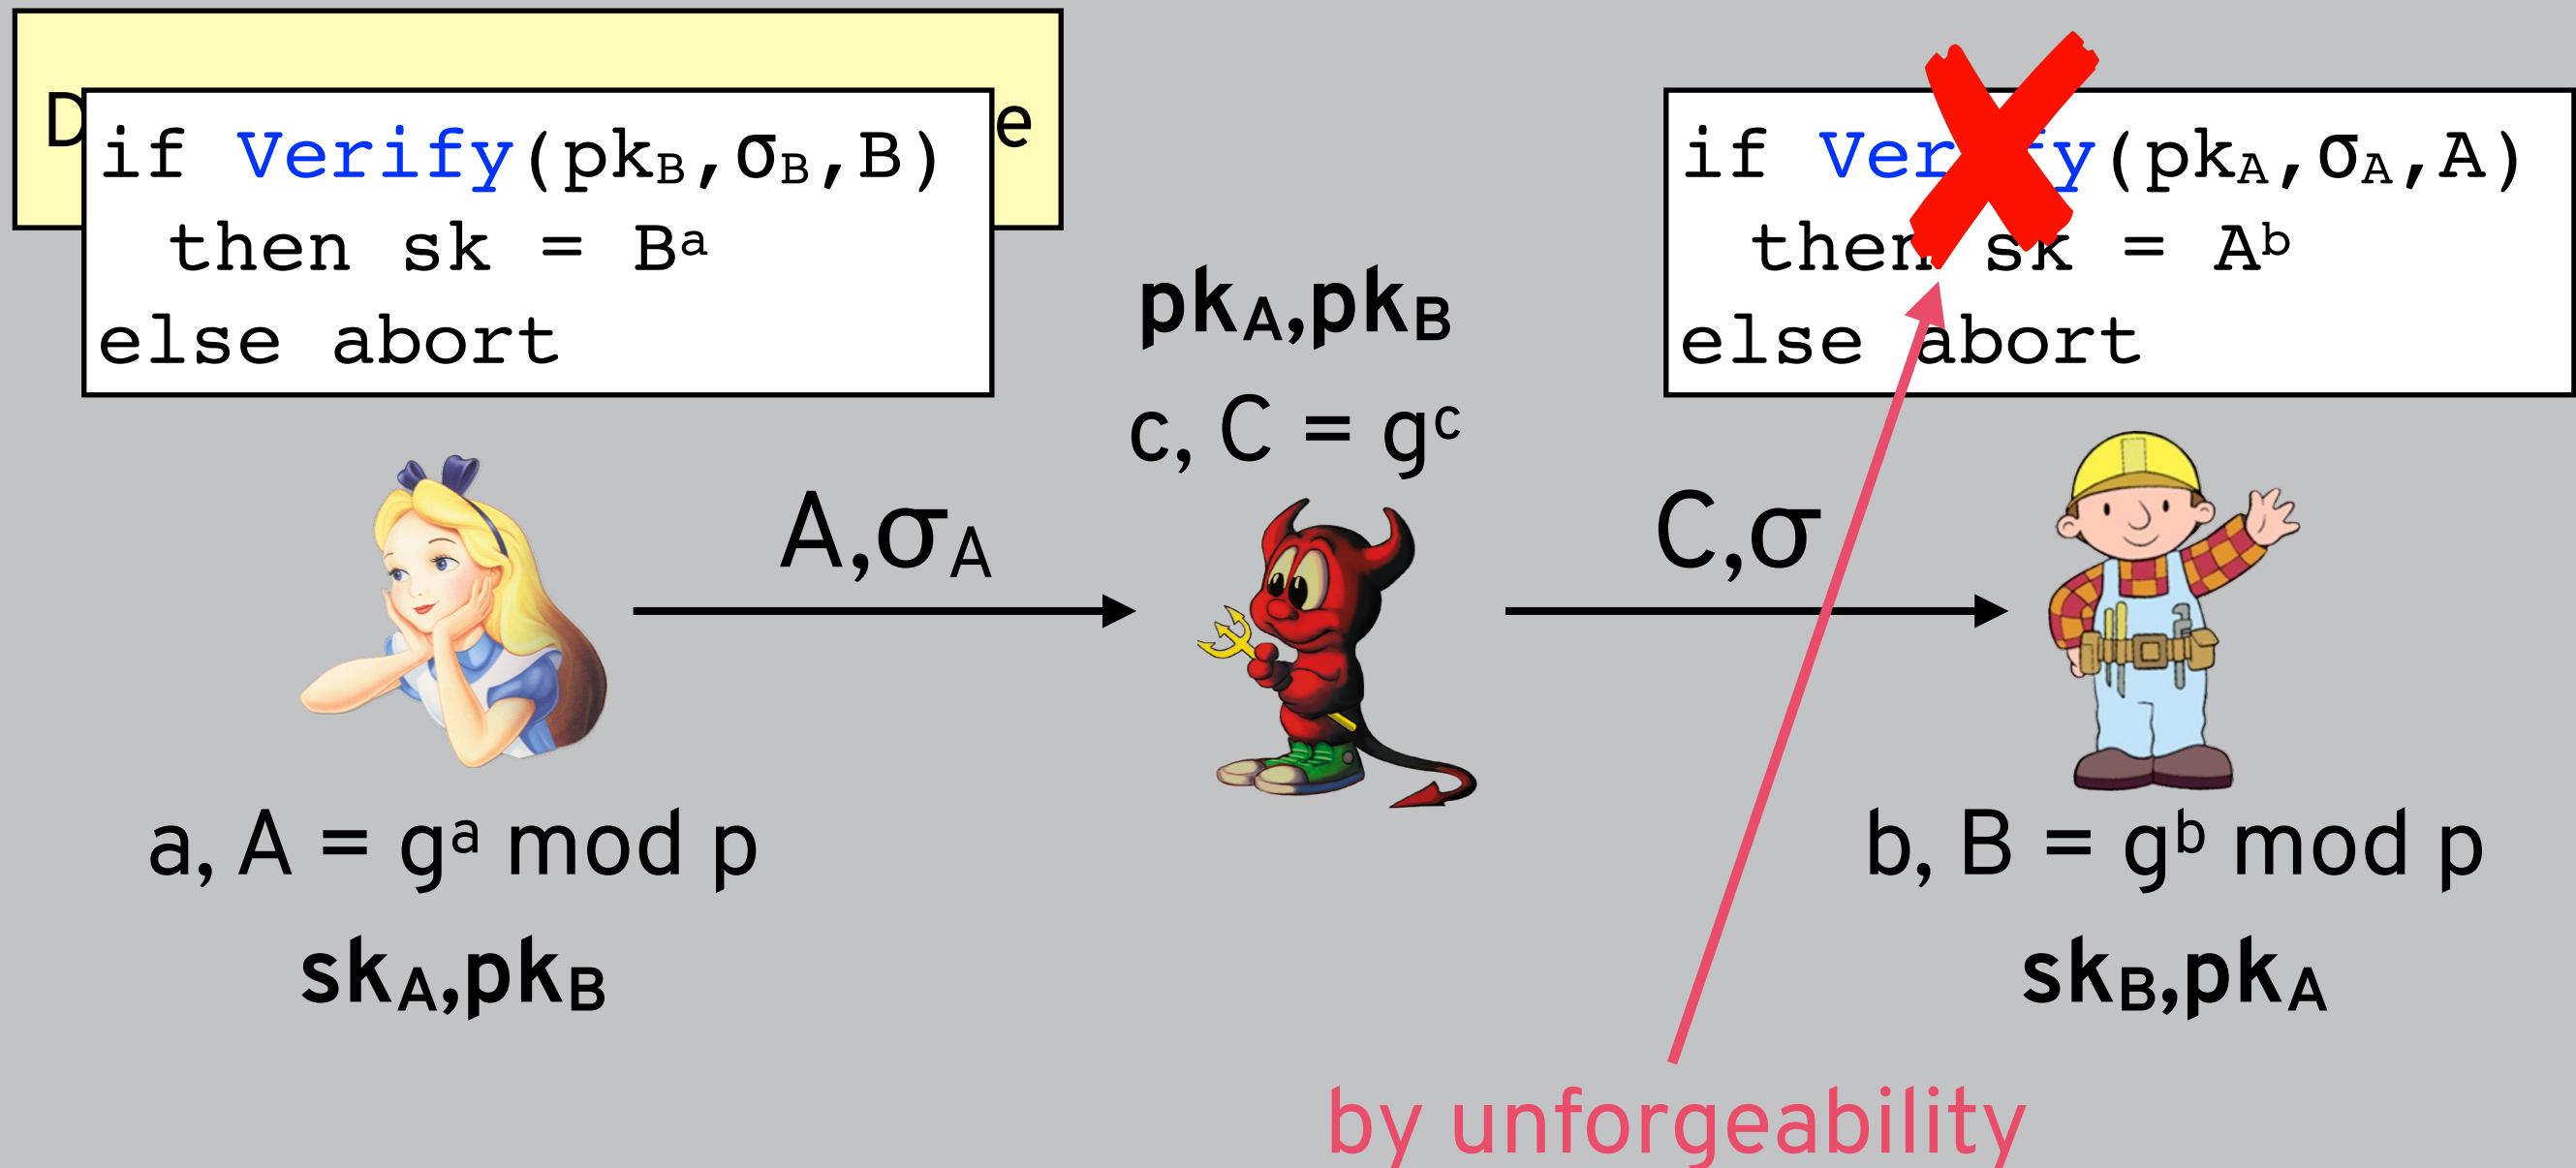 if Verify(pkB,σB,B)
then sk = Bᵃ
else abort
pkA,pkB
c, C = gᶜ
if Verify(pkA,σA,A)
then sk = Aᵇ
else abort
A,σA
C,σ
a, A = gᵃ mod p
skA,pkB
b, B = gᵇ mod p
skB,pkA
by unforgeability